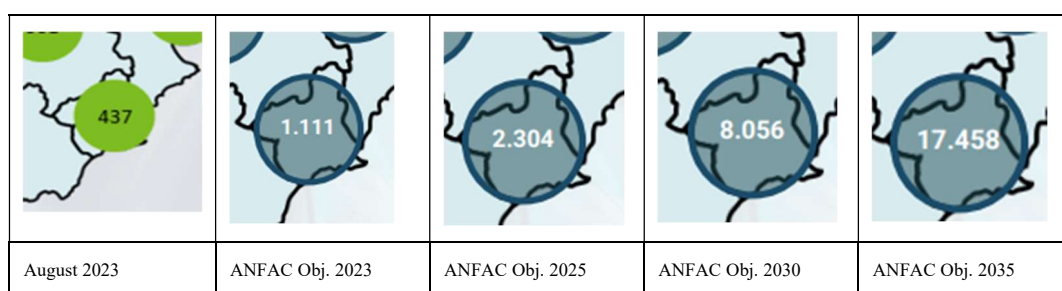 437
1.111
2.304
8.056
17.458
August 2023
ANFAC Obj. 2023
ANFAC Obj. 2025
ANFAC Obj. 2030
ANFAC Obj. 2035